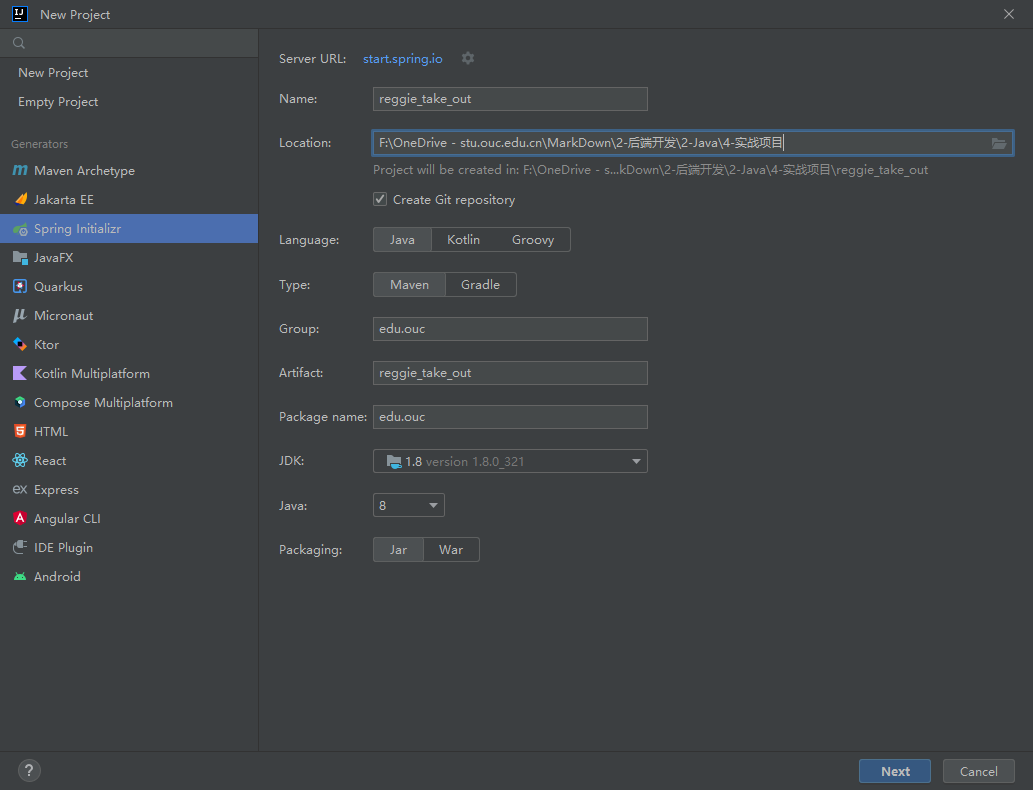 New Project
New Project
Empty Project
Generators
Maven Archetype
Jakarta EE
Spring Initializr
JavaFX
Quarkus
Micronaut
Ktor
Kotlin Multiplatform
Compose Multiplatform
HTML
React
Express
Angular CLI
IDE Plugin
Android
Server URL: start.spring.io
Name: reggie_take_out
Location: F:\OneDrive - stu.ouc.edu.cn\MarkDown\2-后端开发\2-Java\4-实战项目
Project will be created in: F:\OneDrive - s...kDown\2-后端开发\2-Java\4-实战项目\reggie_take_out
Create Git repository
Language: Java Kotlin Groovy
Type: Maven Gradle
Group: edu.ouc
Artifact: reggie_take_out
Package name: edu.ouc
JDK: 1.8 version 1.8.0_321
Java: 8
Packaging: Jar War
? Next Cancel